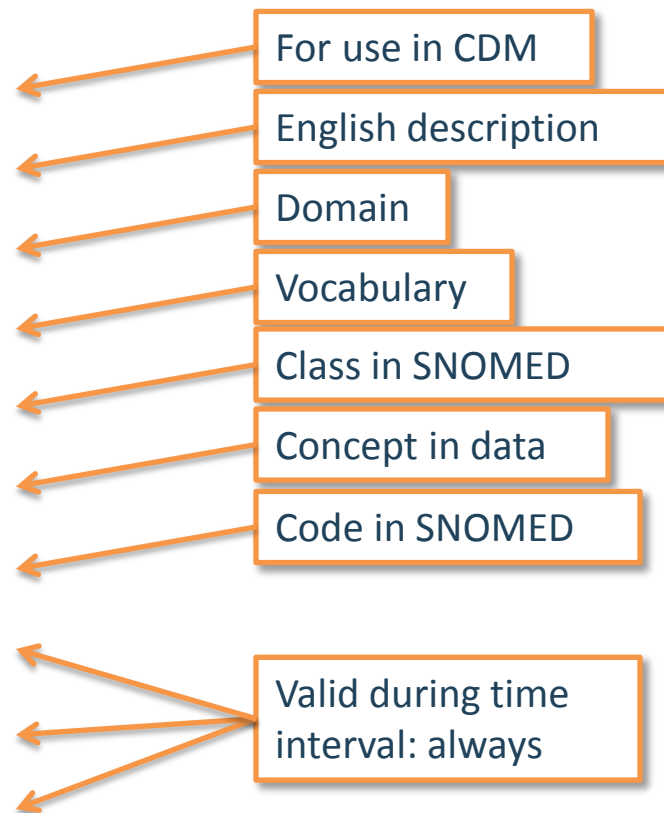 For use in CDM
English description
Domain
Vocabulary
Class in SNOMED
Concept in data
Code in SNOMED
Valid during time
interval: always